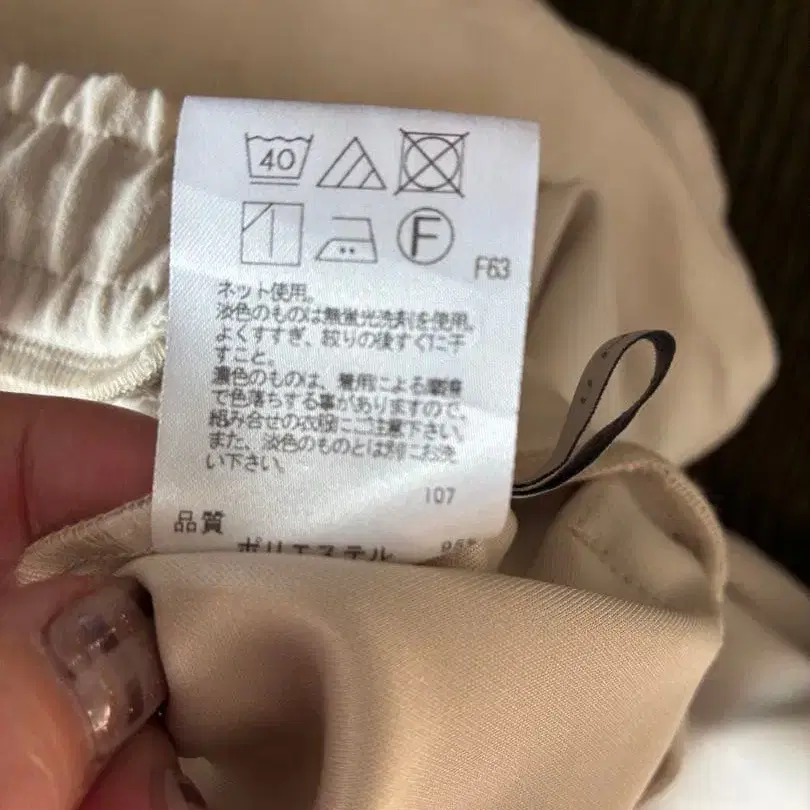 40
F
F63
ネット使用。
淡色のものは無蛍光洗剤を使用。
よくすすぎ、絞りの後すぐに干
すこと。
濃色のものは、着用による摩擦
で色落ちする事がありますので、
組み合せの衣類にご注意下さい。
また、淡色のものとは別にお洗
い下さい。
107
品質
ポリエステル 95%